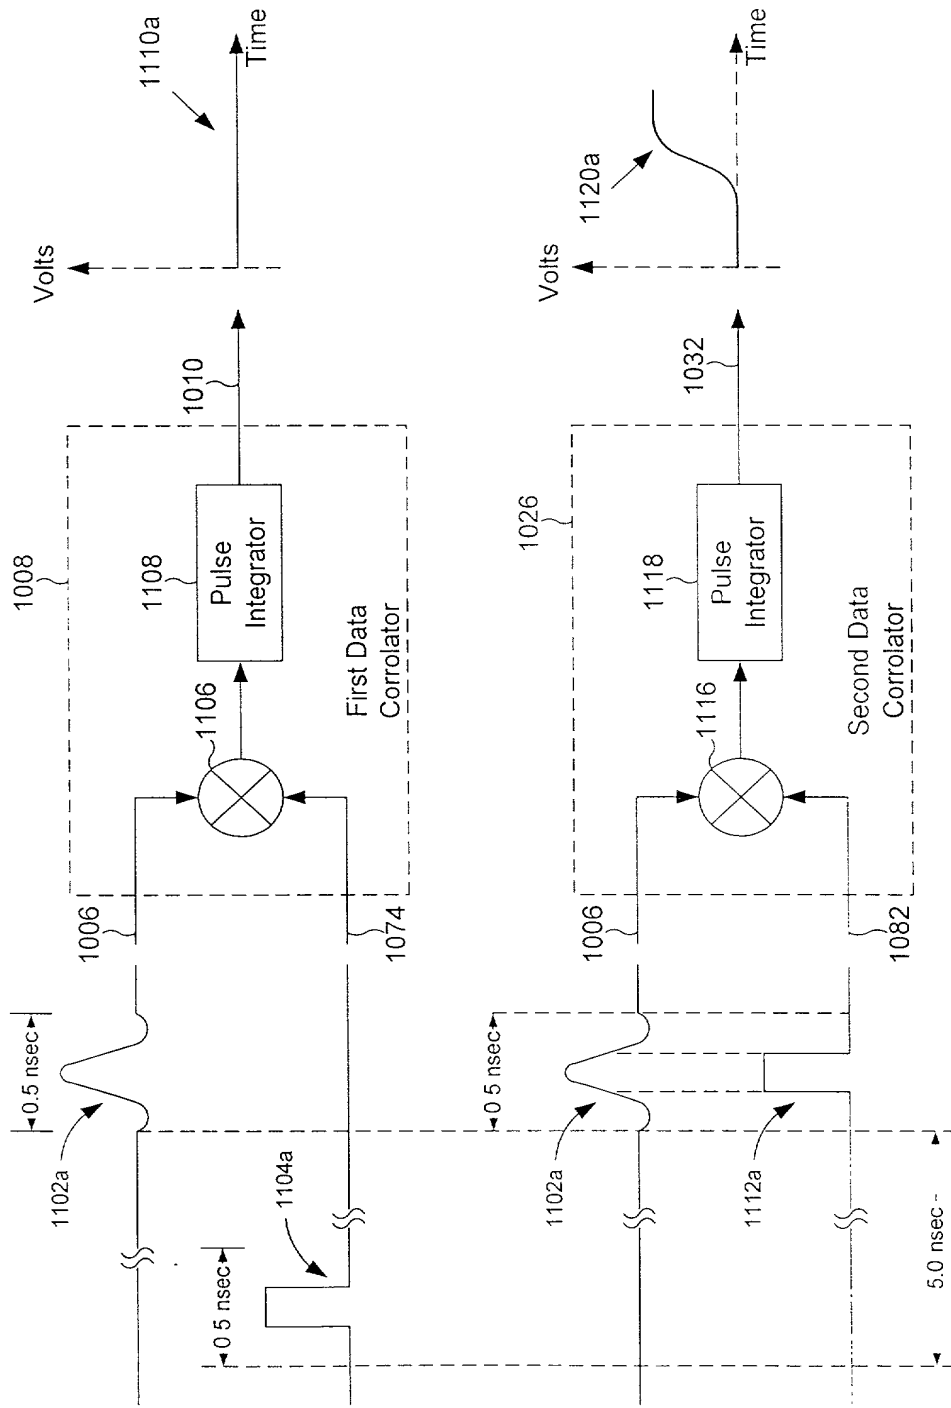 1102a
0.5 nsec
1006
1104a
0 5 nsec
1074
1008
1106
1108
Pulse
Integrator
First Data
Corrolator
1010
Volts
1110a
Time
1102a
0 5 nsec
1006
1112a
5.0 nsec
1082
1026
1116
1118
Pulse
Integrator
Second Data
Corrolator
1032
Volts
1120a
Time